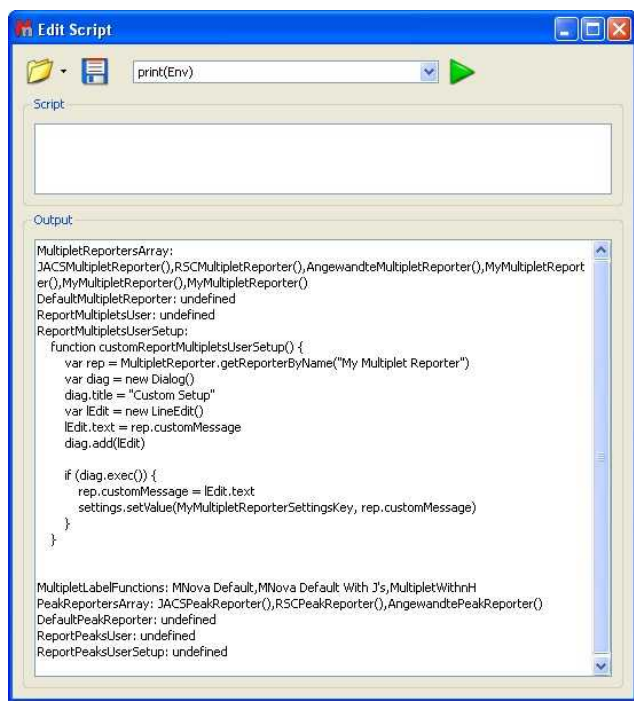 Edit Script
print(Env)
Script
Output
MultipletReportersArray:
JACSMultipletReporter(),RSCMultipletReporter(),AngewandteMultipletReporter(),MyMultipletReport
er(),MyMultipletReporter(),MyMultipletReporter()
DefaultMultipletReporter: undefined
ReportMultipletsUser: undefined
ReportMultipletsUserSetup:
function customReportMultipletsUserSetup() {
var rep = MultipletReporter.getReporterByName("My Multiplet Reporter")
var diag = new Dialog()
diag.title = "Custom Setup"
var lEdit = new LineEdit()
lEdit.text = rep.customMessage
diag.add(lEdit)
if (diag.exec()) {
rep.customMessage = lEdit.text
settings.setValue(MyMultipletReporterSettingsKey, rep.customMessage)
}
}
MultipletLabelFunctions: MNova Default,MNova Default With J's,MultipletWithnH
PeakReportersArray: JACSPeakReporter(),RSCPeakReporter(),AngewandtePeakReporter()
DefaultPeakReporter: undefined
ReportPeaksUser: undefined
ReportPeaksUserSetup: undefined